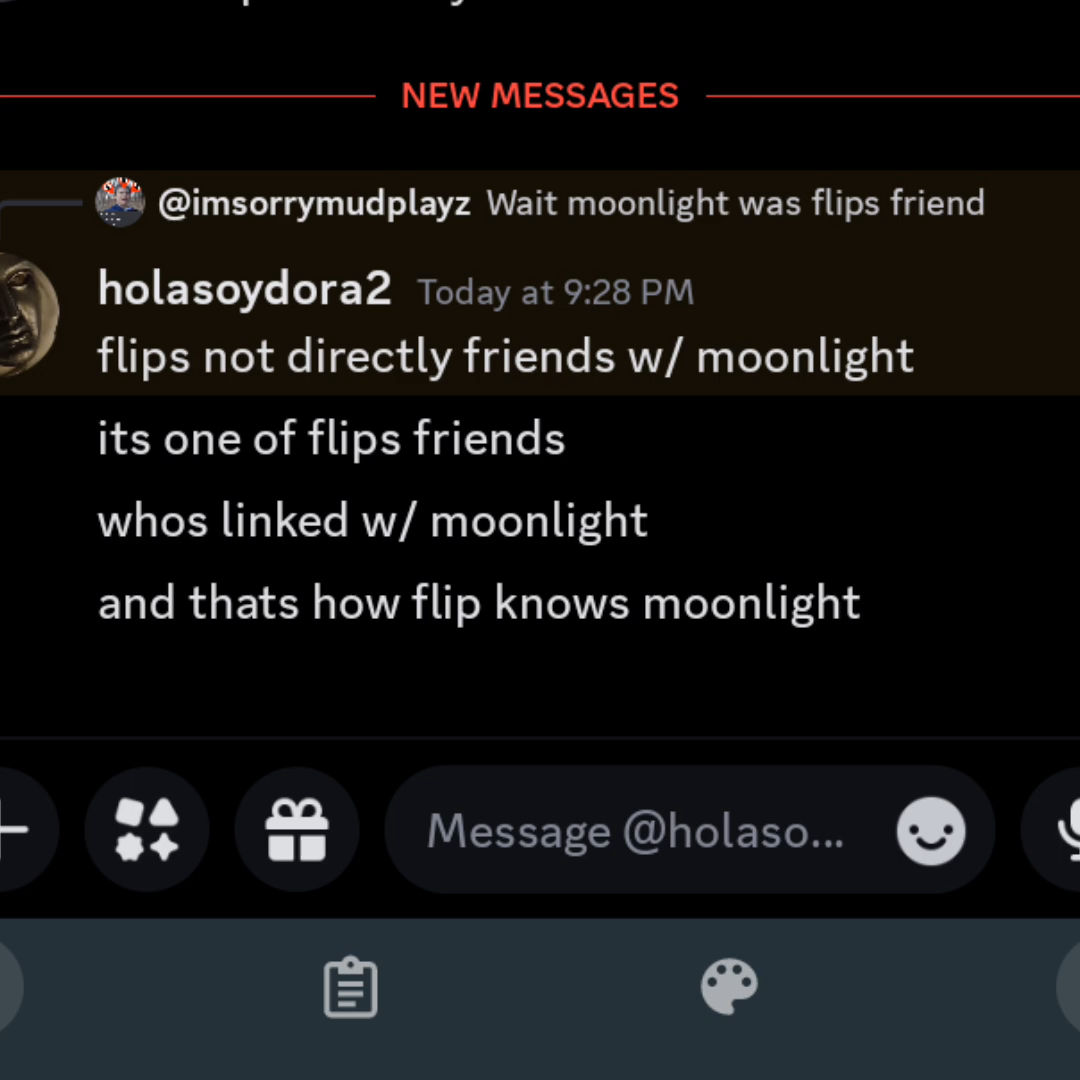 NEW MESSAGES
@imsorrymudplayz Wait moonlight was flips friend
holasoydora2 Today at 9:28 PM
flips not directly friends w/ moonlight
its one of flips friends
whos linked w/ moonlight
and thats how flip knows moonlight
Message @holaso...